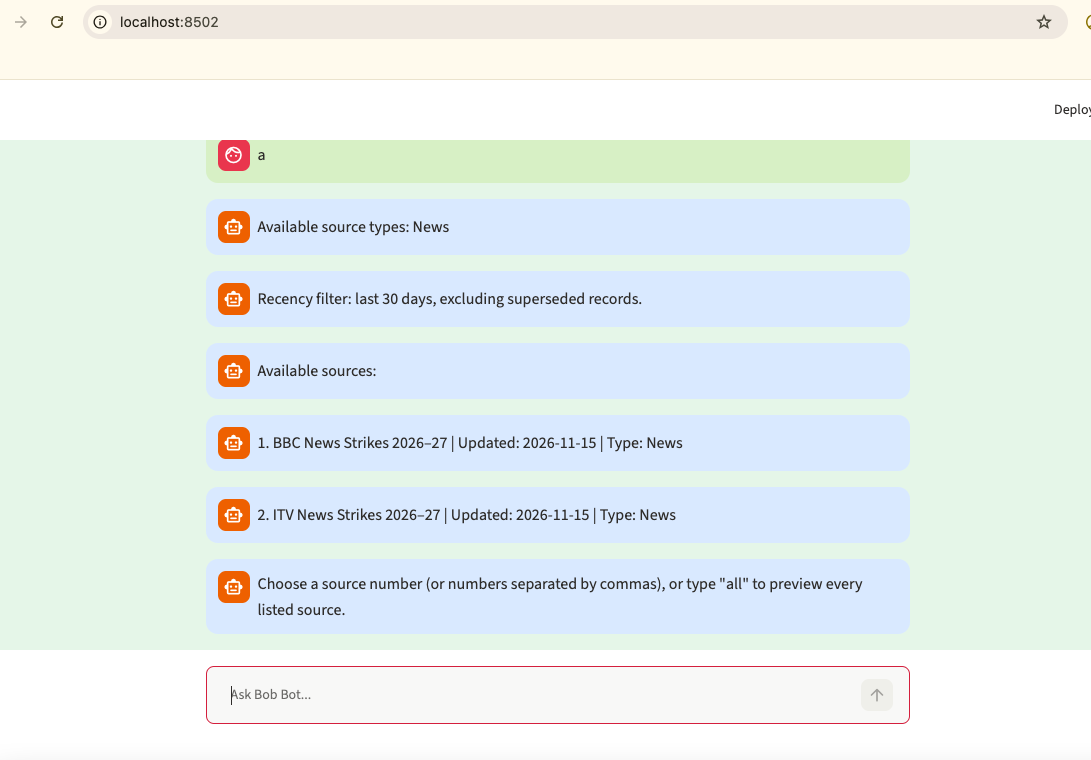 localhost:8502
a
Available source types: News
Recency filter: last 30 days, excluding superseded records.
Available sources:
1. BBC News Strikes 2026–27 | Updated: 2026-11-15 | Type: News
2. ITV News Strikes 2026–27 | Updated: 2026-11-15 | Type: News
Choose a source number (or numbers separated by commas), or type "all" to preview every
listed source.
Ask Bob Bot...